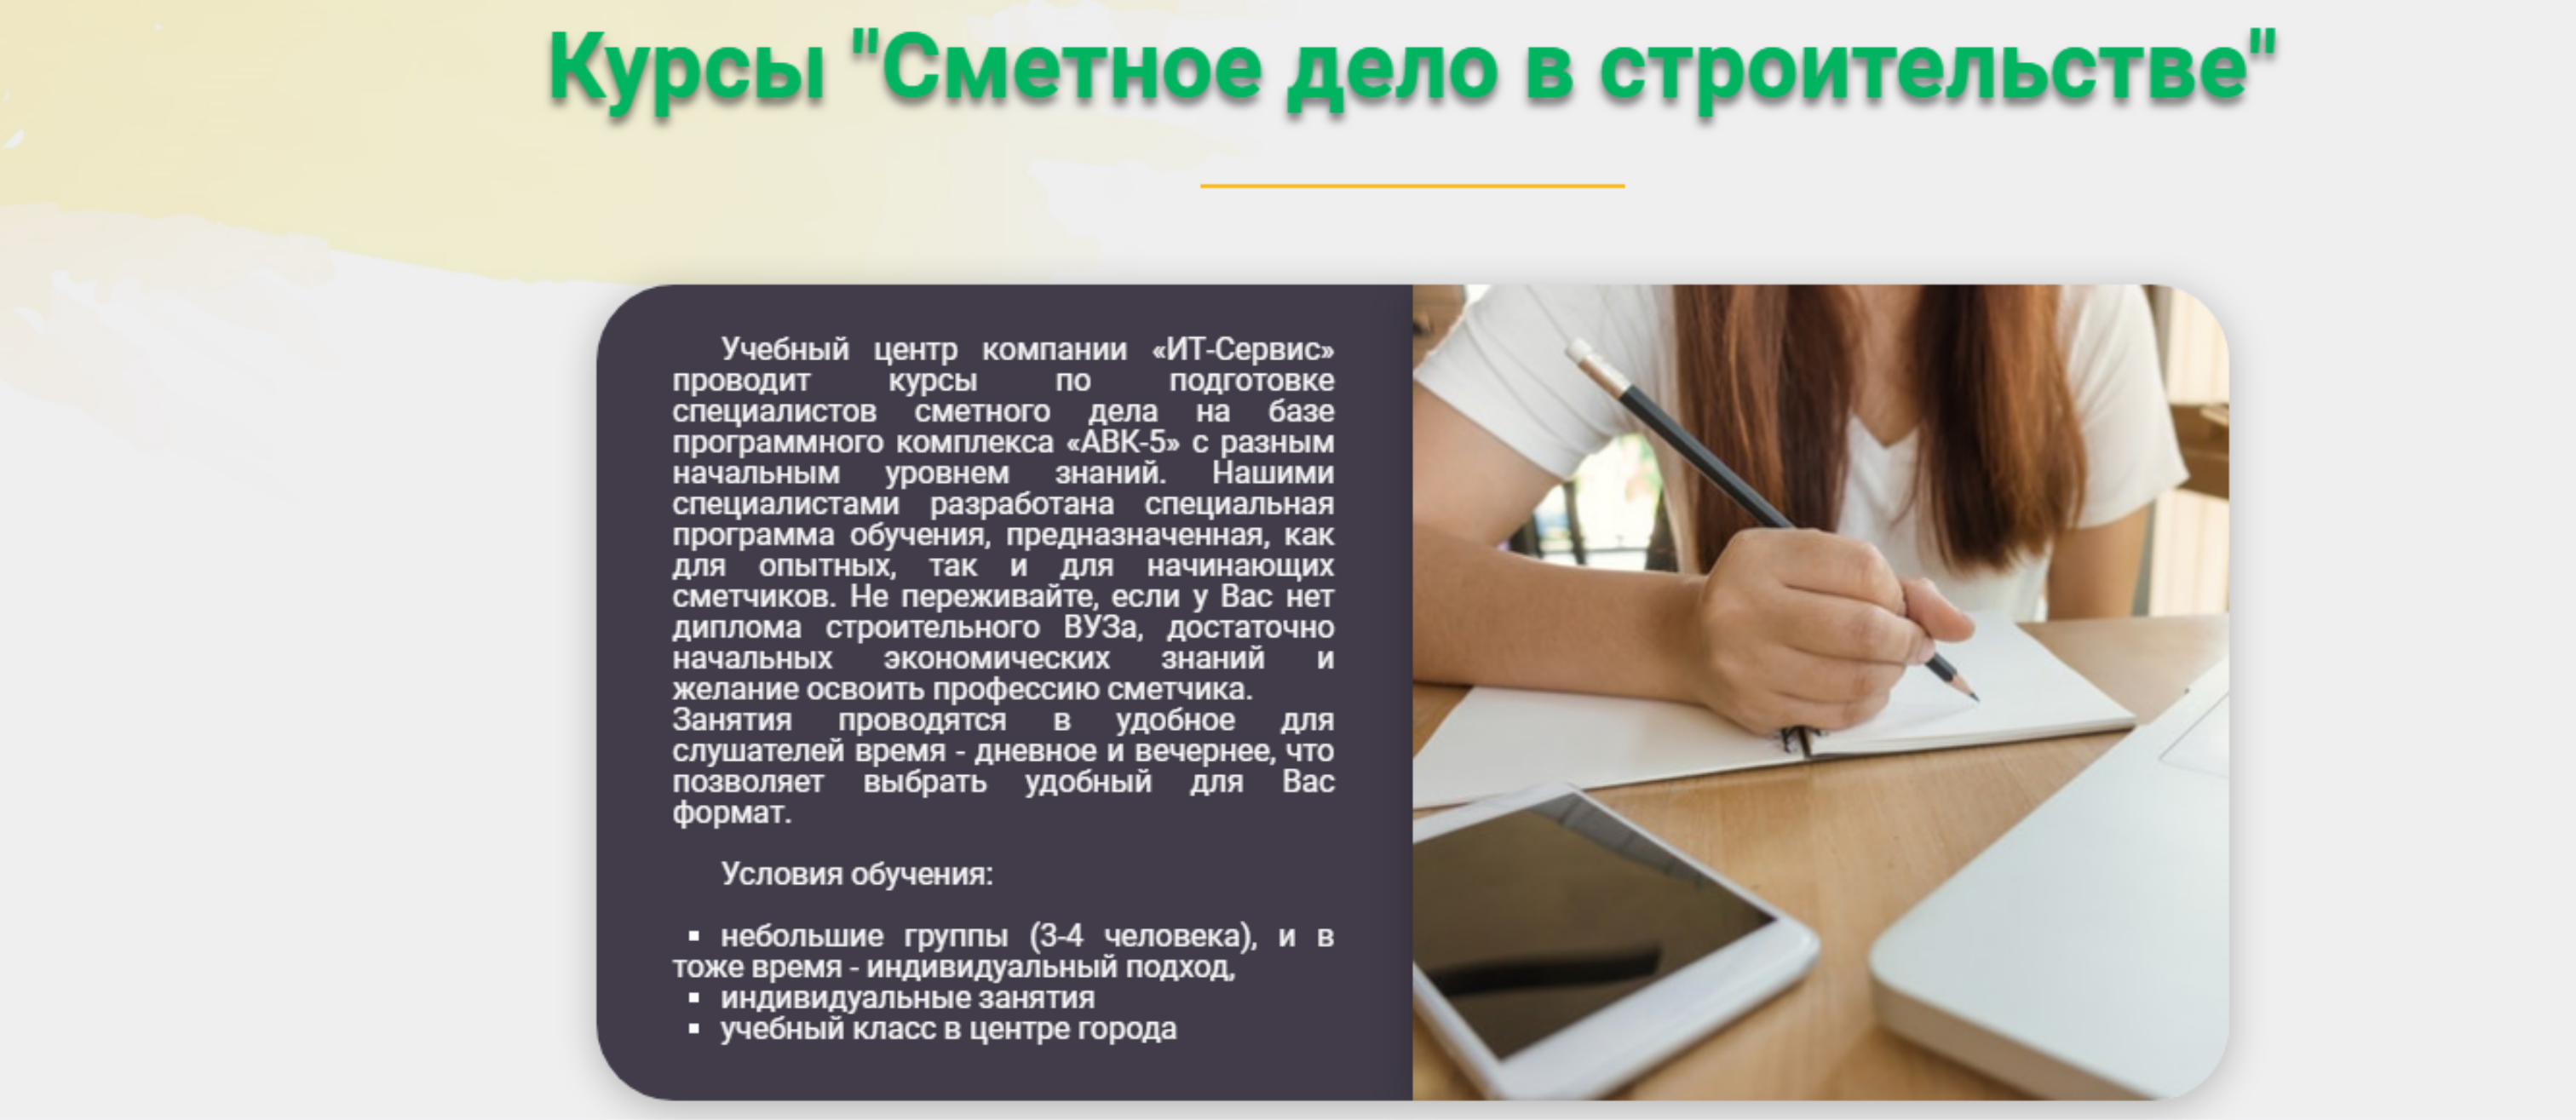 Курсы "Сметное дело в строительстве"
Учебный центр компании «ИТ-Сервис»
проводит курсы по подготовке
специалистов сметного дела на базе
программного комплекса «АВК-5» с разным
начальным уровнем знаний. Нашими
специалистами разработана специальная
программа обучения, предназначенная, как
для опытных, так и для начинающих
сметчиков. Не переживайте, если у Вас нет
диплома строительного ВУЗа, достаточно
начальных экономических знаний и
желание освоить профессию сметчика.
Занятия проводятся в удобное для
слушателей время - дневное и вечернее, что
позволяет выбрать удобный для Вас
формат.
Условия обучения:
▪ небольшие группы (3-4 человека), и в
тоже время - индивидуальный подход,
▪ индивидуальные занятия
▪ учебный класс в центре города